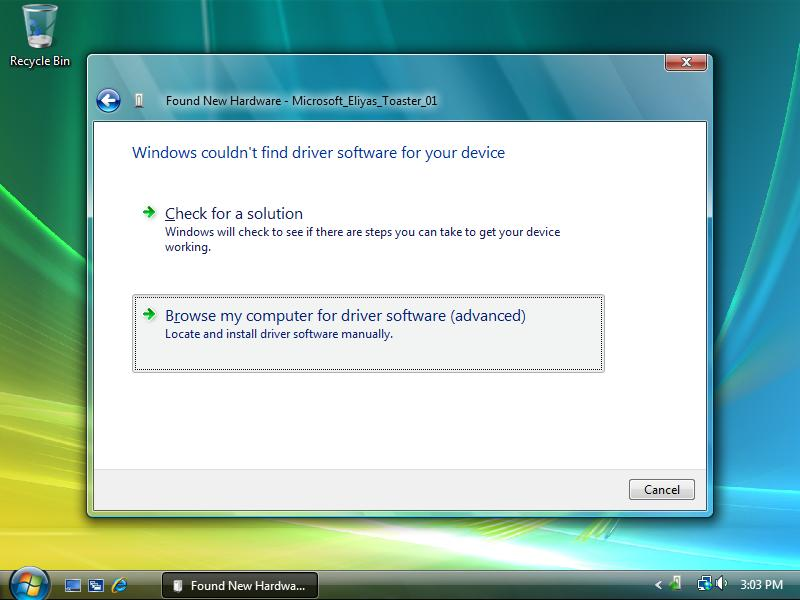 Recycle Bin
Found New Hardware - Microsoft_Eliyas_Toaster_01
Windows couldn't find driver software for your device
Check for a solution
Windows will check to see if there are steps you can take to get your device
working.
Browse my computer for driver software (advanced)
Locate and install driver software manually.
Cancel
Found New Hardwa...
3:03 PM